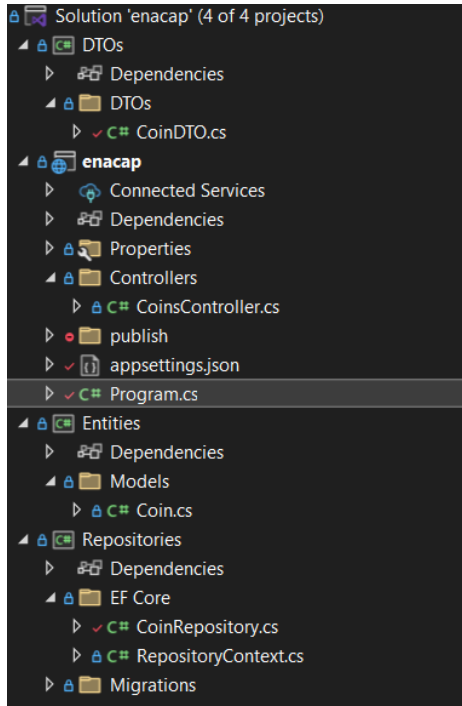 Solution 'enacap' (4 of 4 projects)
C# DTOs
Dependencies
DTOs
C# CoinDTO.cs
enacap
Connected Services
Dependencies
Properties
Controllers
C# CoinsController.cs
publish
appsettings.json
C# Program.cs
C# Entities
Dependencies
Models
C# Coin.cs
C# Repositories
Dependencies
EF Core
C# CoinRepository.cs
C# RepositoryContext.cs
Migrations